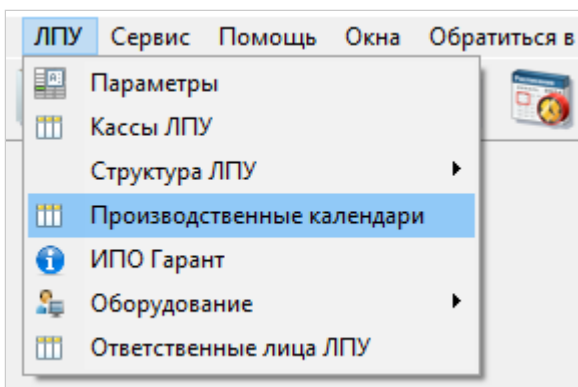 ЛПУ Сервис Помощь Окна Обратиться в
Параметры
Кассы ЛПУ
Структура ЛПУ
Производственные календари
ИПО Гарант
Оборудование
Ответственные лица ЛПУ